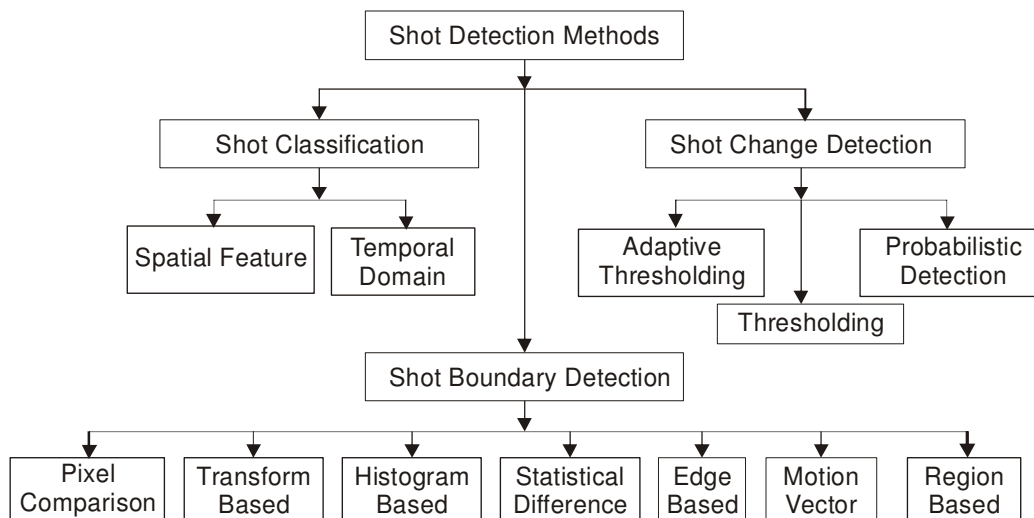 Shot Detection Methods
Shot Classification
Shot Change Detection
Spatial Feature
Temporal
Domain
Adaptive
Thresholding
Probabilistic
Detection
Thresholding
Shot Boundary Detection
Pixel
Comparison
Transform
Based
Histogram
Based
Statistical
Difference
Edge
Based
Motion
Vector
Region
Based